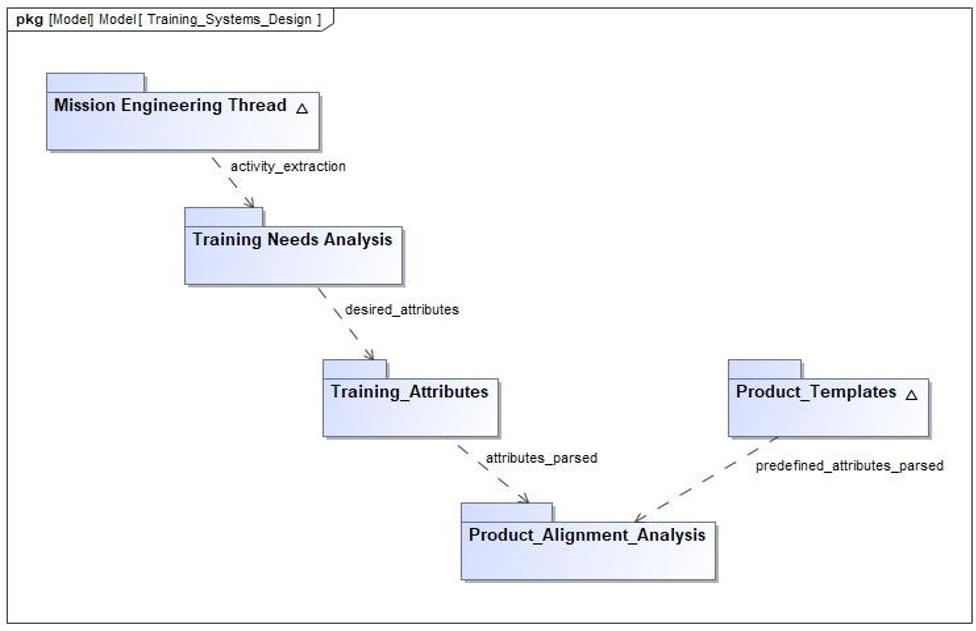 pkg [Model] Model[ Training_Systems_Design ]
Mission Engineering Thread
activity_extraction
Training Needs Analysis
desired_attributes
Training_Attributes
Product_Templates
attributes_parsed
predefined_attributes_parsed
Product_Alignment_Analysis